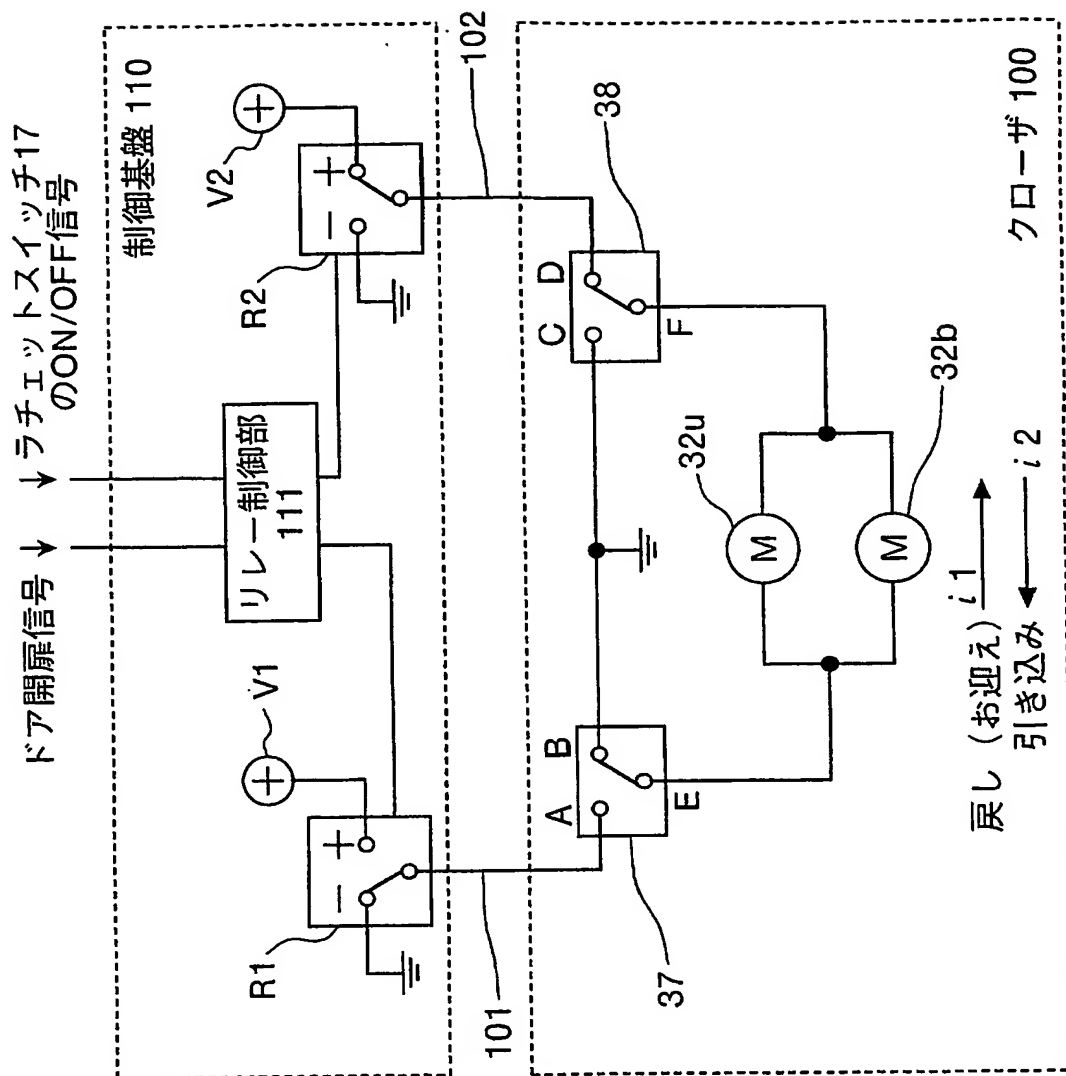 ドア開扉信号
ラチェットスイッチ17
のON/OFF信号
制御基盤 110
リレー制御部
111
V1
V2
R1
R2
−
+
−
+
101
102
クローザ 100
37
38
A
B
C
D
E
F
32u
32b
M
M
戻し（お迎え） i1
引き込み i2